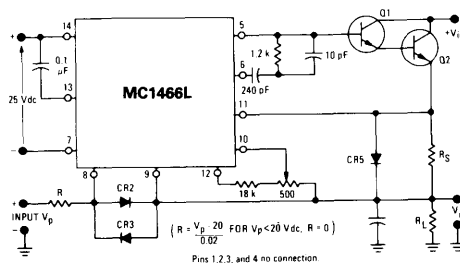 14
5
Q1
+
+Vi
0.1
μF
1.2 k
10 pF
Q2
6
25 Vdc
MC1466L
240 pF
13
11
7
10
CR5
RS
8
9
12
+
R
CR2
18 k
500
INPUT Vp
CR3
( R = Vp - 20 / 0.02 FOR Vp < 20 Vdc, R = 0 )
RL
Pins 1,2,3, and 4 no connection.